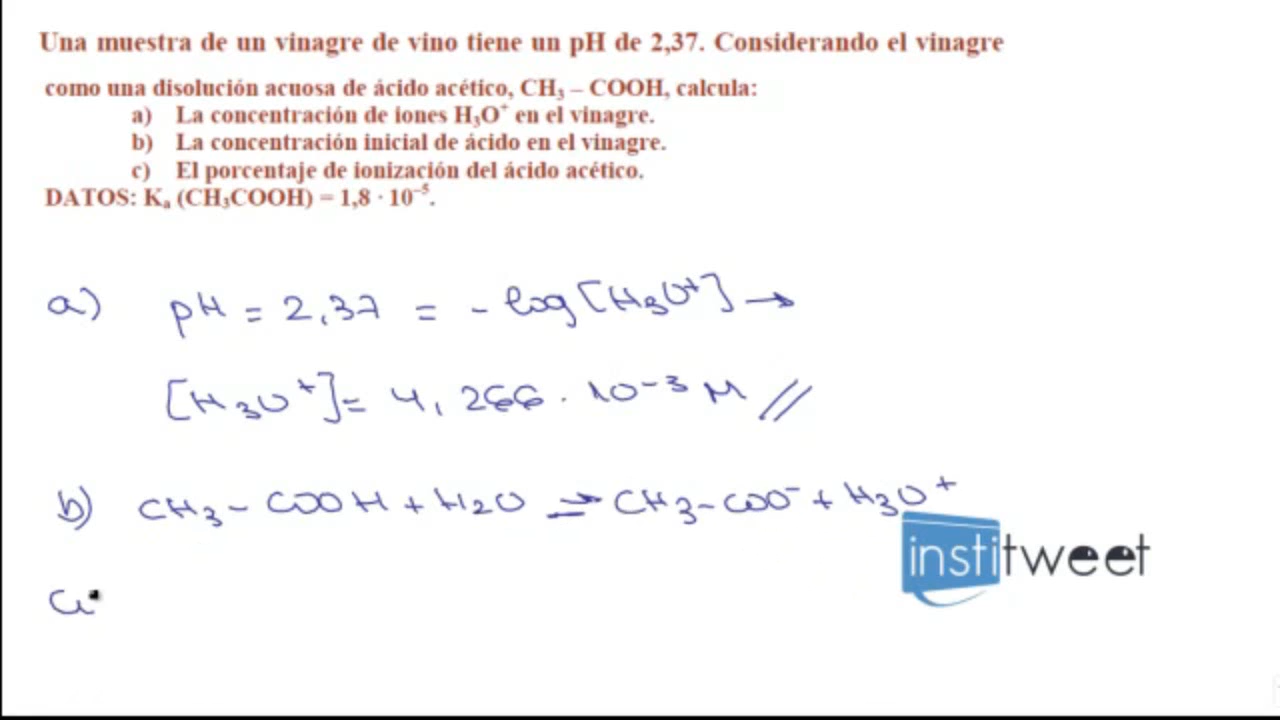 Una muestra de un vinagre de vino tiene un pH de 2,37. Considerando el vinagre
como una disolución acuosa de ácido acético, CH₃ – COOH, calcula:
a) La concentración de iones H₃O⁺ en el vinagre.
b) La concentración inicial de ácido en el vinagre.
c) El porcentaje de ionización del ácido acético.
DATOS: Kₐ (CH₃COOH) = 1,8 · 10⁻⁵.
a) pH = 2,37 = - log [H₃O⁺] →
[H₃O⁺] = 4,266 · 10⁻³ M //
b) CH₃ - COOH + H₂O ⇌ CH₃ - COO⁻ + H₃O⁺
institweet